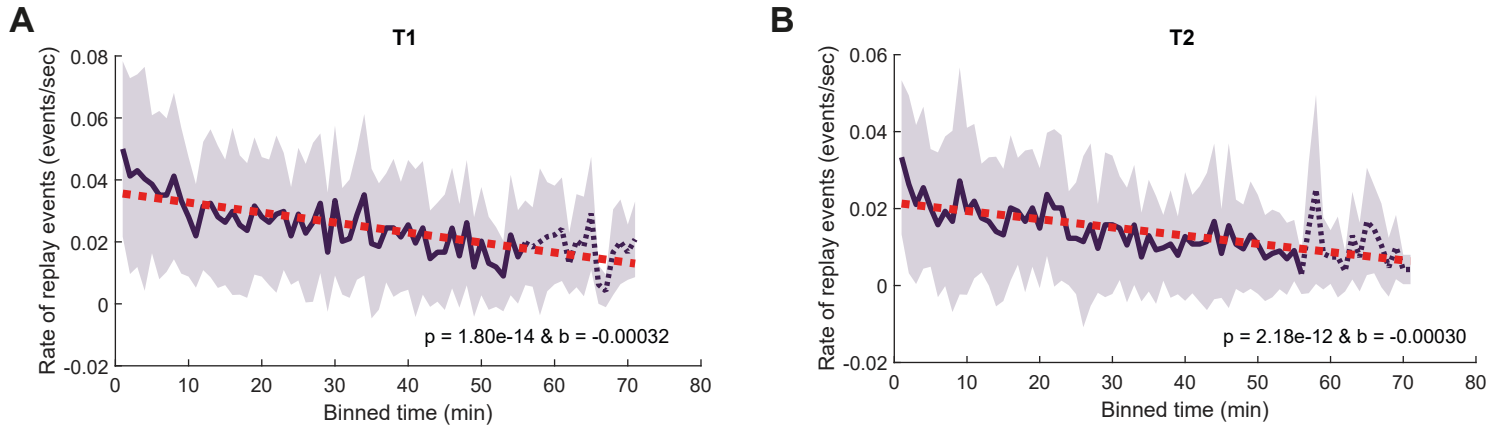 A
T1
Rate of replay events (events/sec)
0.08
0.06
0.04
0.02
0
-0.02
p = 1.80e-14 & b = -0.00032
0 10 20 30 40 50 60 70 80
Binned time (min)
B
T2
Rate of replay events (events/sec)
0.06
0.04
0.02
0
-0.02
p = 2.18e-12 & b = -0.00030
0 10 20 30 40 50 60 70 80
Binned time (min)